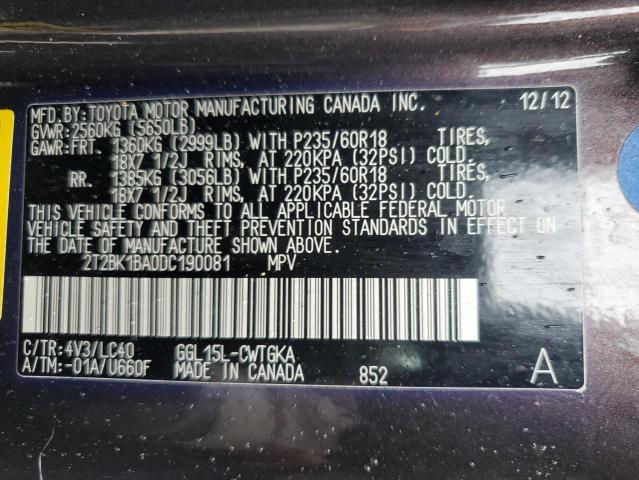 MFD.BY: TOYOTA MOTOR MANUFACTURING CANADA INC. 12/12
GVWR: 2560KG (5650LB)
GAWR: FRT. 1360KG (2999LB) WITH P235/60R18 TIRES,
18X7 1/2J RIMS, AT 220KPA (32PSI) COLD.
RR. 1385KG (3056LB) WITH P235/60R18 TIRES,
18X7 1/2J RIMS, AT 220KPA (32PSI) COLD.
THIS VEHICLE CONFORMS TO ALL APPLICABLE FEDERAL MOTOR
VEHICLE SAFETY AND THEFT PREVENTION STANDARDS IN EFFECT ON
THE DATE OF MANUFACTURE SHOWN ABOVE.
2T2BK1BA0DC190081 MPV
C/TR: 4V3/LC40 GGL15L-CWTGKA
A/TM: -01A/U660F MADE IN CANADA 852 A